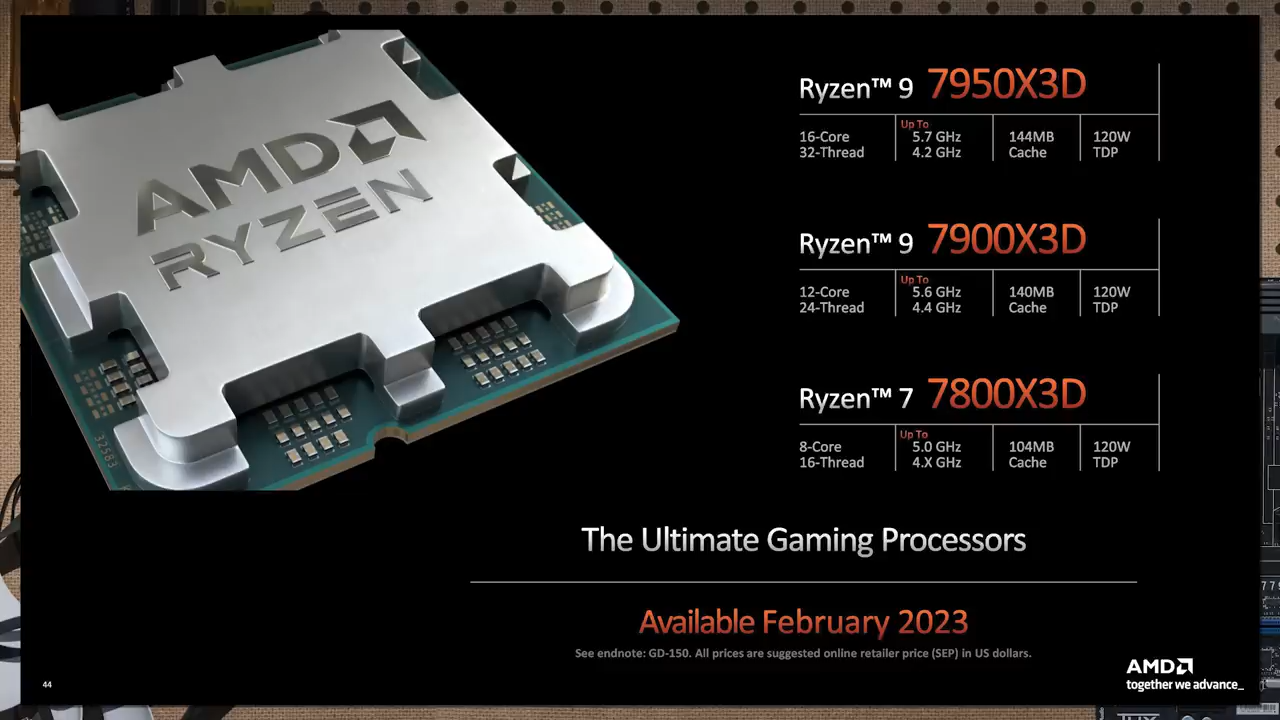 AMD
RYZEN
32583
Ryzen™ 9 7950X3D
16-Core
32-Thread
Up To
5.7 GHz
4.2 GHz
144MB
Cache
120W
TDP
Ryzen™ 9 7900X3D
12-Core
24-Thread
Up To
5.6 GHz
4.4 GHz
140MB
Cache
120W
TDP
Ryzen™ 7 7800X3D
8-Core
16-Thread
Up To
5.0 GHz
4.X GHz
104MB
Cache
120W
TDP
The Ultimate Gaming Processors
Available February 2023
See endnote: GD-150. All prices are suggested online retailer price (SEP) in US dollars.
44
AMD
together we advance_